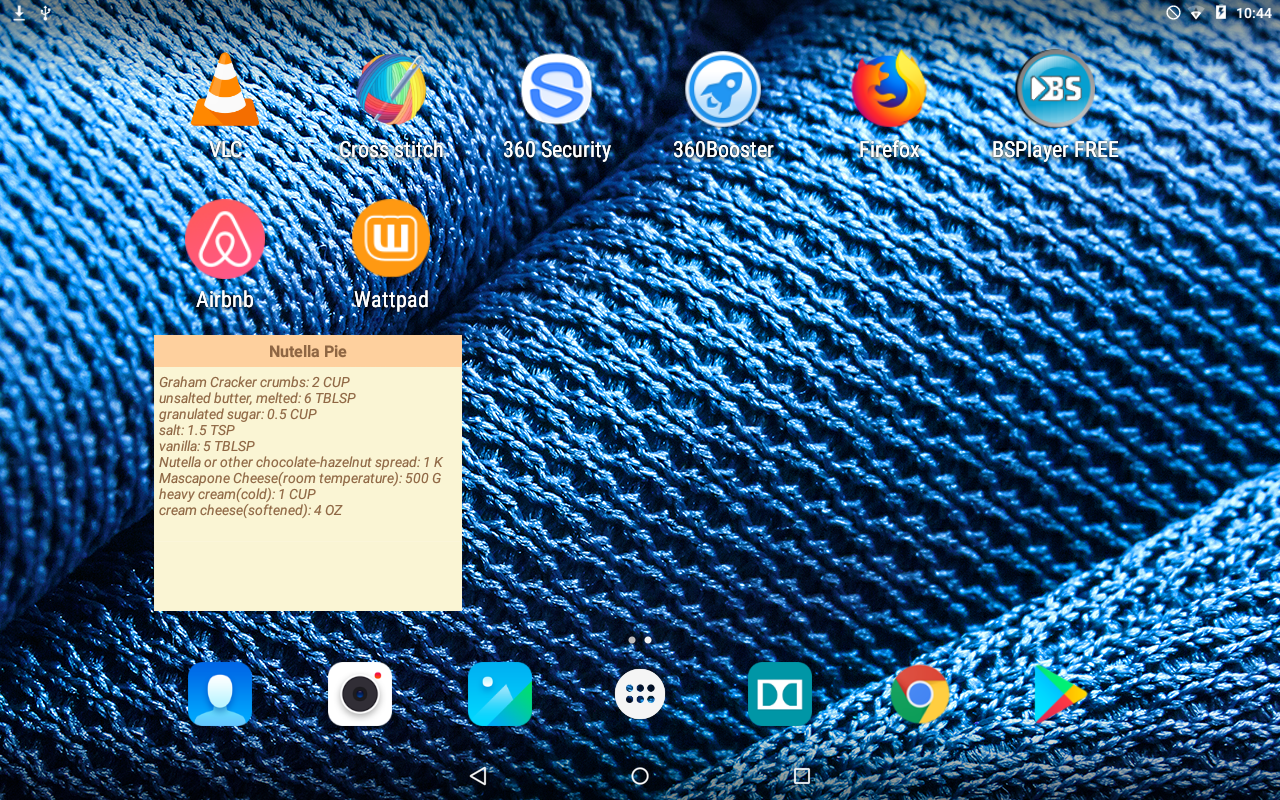 10:44
BS
VLC
Cross stitch
360 Security
360Booster
Firefox
BSPlayer FREE
Airbnb
Wattpad
Nutella Pie
Graham Cracker crumbs: 2 CUP
unsalted butter, melted: 6 TBLSP
granulated sugar: 0.5 CUP
salt: 1.5 TSP
vanilla: 5 TBLSP
Nutella or other chocolate-hazelnut spread: 1 K
Mascapone Cheese(room temperature): 500 G
heavy cream(cold): 1 CUP
cream cheese(softened): 4 OZ